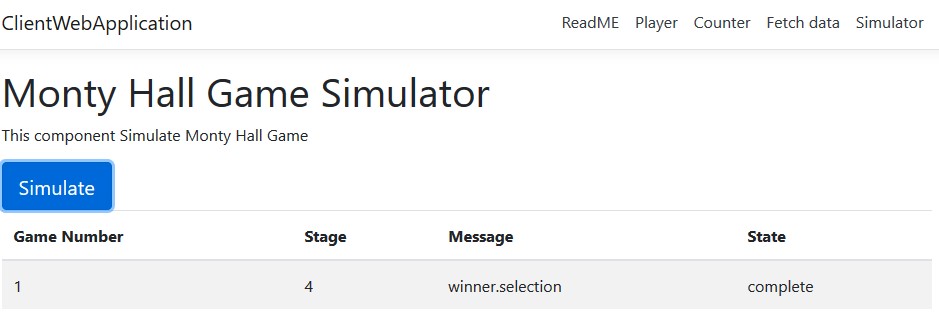 ClientWebApplication ReadME Player Counter Fetch data Simulator
Monty Hall Game Simulator
This component Simulate Monty Hall Game
Simulate
Game Number Stage Message State
1 4 winner.selection complete